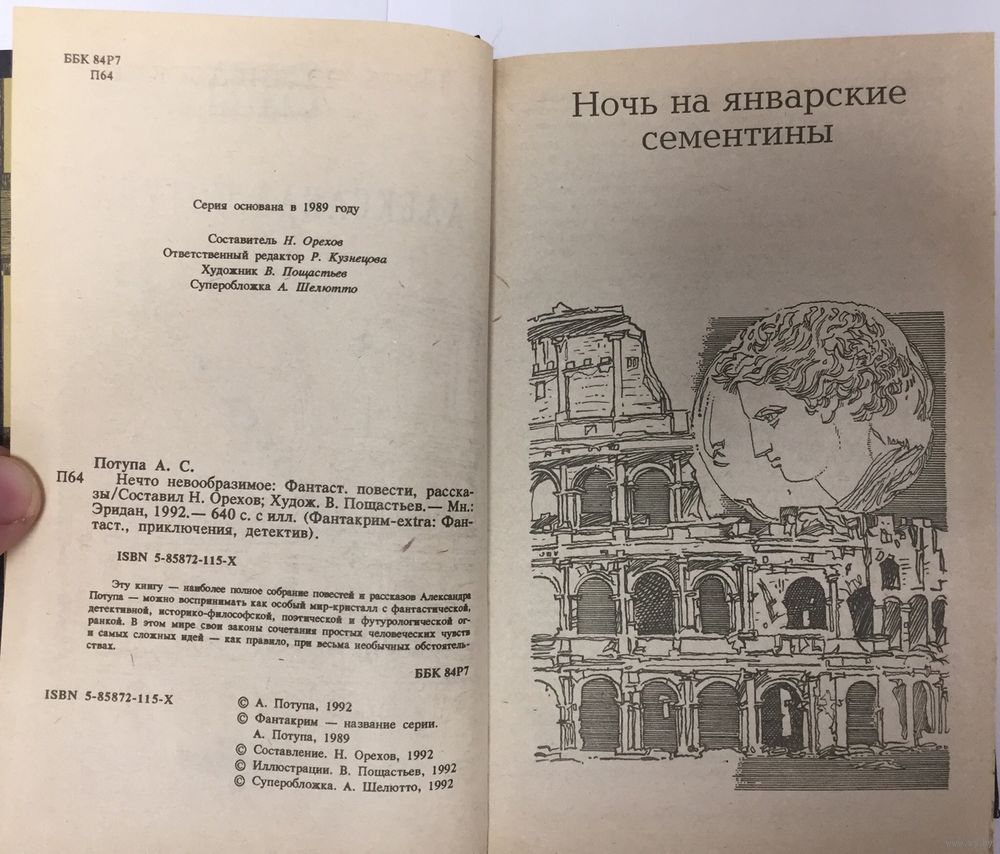 ББК 84Р7
П64
Серия основана в 1989 году
Составитель Н. Орехов
Ответственный редактор Р. Кузнецова
Художник В. Пощастьев
Суперобложка А. Шелютто
Потупа А. С.
П64 Нечто невообразимое: Фантаст. повести, расска-
зы/Составил Н. Орехов; Худож. В. Пощастьев.— Мн.:
Эридан, 1992.— 640 с. с илл. (Фантакрим-extra: Фан-
таст., приключения, детектив).
ISBN 5-85872-115-X
Эту книгу — наиболее полное собрание повестей и рассказов Александра
Потупа — можно воспринимать как особый мир-кристалл с фантастической,
детективной, историко-философской, поэтической и футурологической ог-
ранкой. В этом мире свои законы сочетания простых человеческих чувств
и самых сложных идей — как правило, при весьма необычных обстоятель-
ствах.
ББК 84Р7
ISBN 5-85872-115-X
© А. Потупа, 1992
© Фантакрим — название серии.
А. Потупа, 1989
© Составление. Н. Орехов, 1992
© Иллюстрации. В. Пощастьев, 1992
© Суперобложка. А. Шелютто, 1992
Ночь на январские
сементины